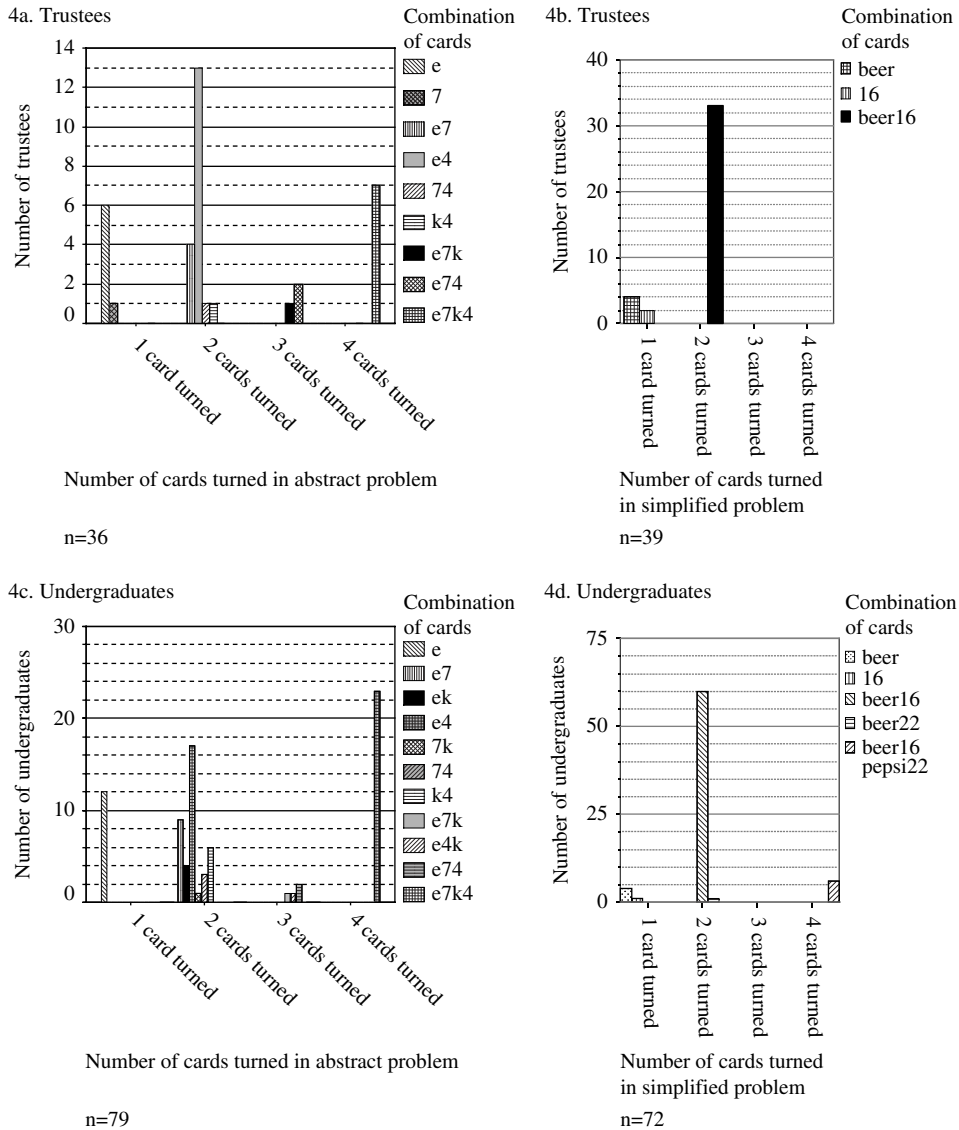 4a. Trustees
Combination
of cards
14
12
10
8
6
4
2
0
Number of trustees
e
7
e7
e4
74
k4
e7k
e74
e7k4
1 card turned
2 cards turned
3 cards turned
4 cards turned
Number of cards turned in abstract problem
n=36
4b. Trustees
Combination
of cards
40
30
20
10
0
Number of trustees
beer
16
beer16
1 card turned
2 cards turned
3 cards turned
4 cards turned
Number of cards turned
in simplified problem
n=39
4c. Undergraduates
Combination
of cards
30
20
10
0
Number of undergraduates
e
e7
ek
e4
7k
74
k4
e7k
e4k
e74
e7k4
1 card turned
2 cards turned
3 cards turned
4 cards turned
Number of cards turned in abstract problem
n=79
4d. Undergraduates
Combination
of cards
75
50
25
0
Number of undergraduates
beer
16
beer16
beer22
beer16
pepsi22
1 card turned
2 cards turned
3 cards turned
4 cards turned
Number of cards turned
in simplified problem
n=72